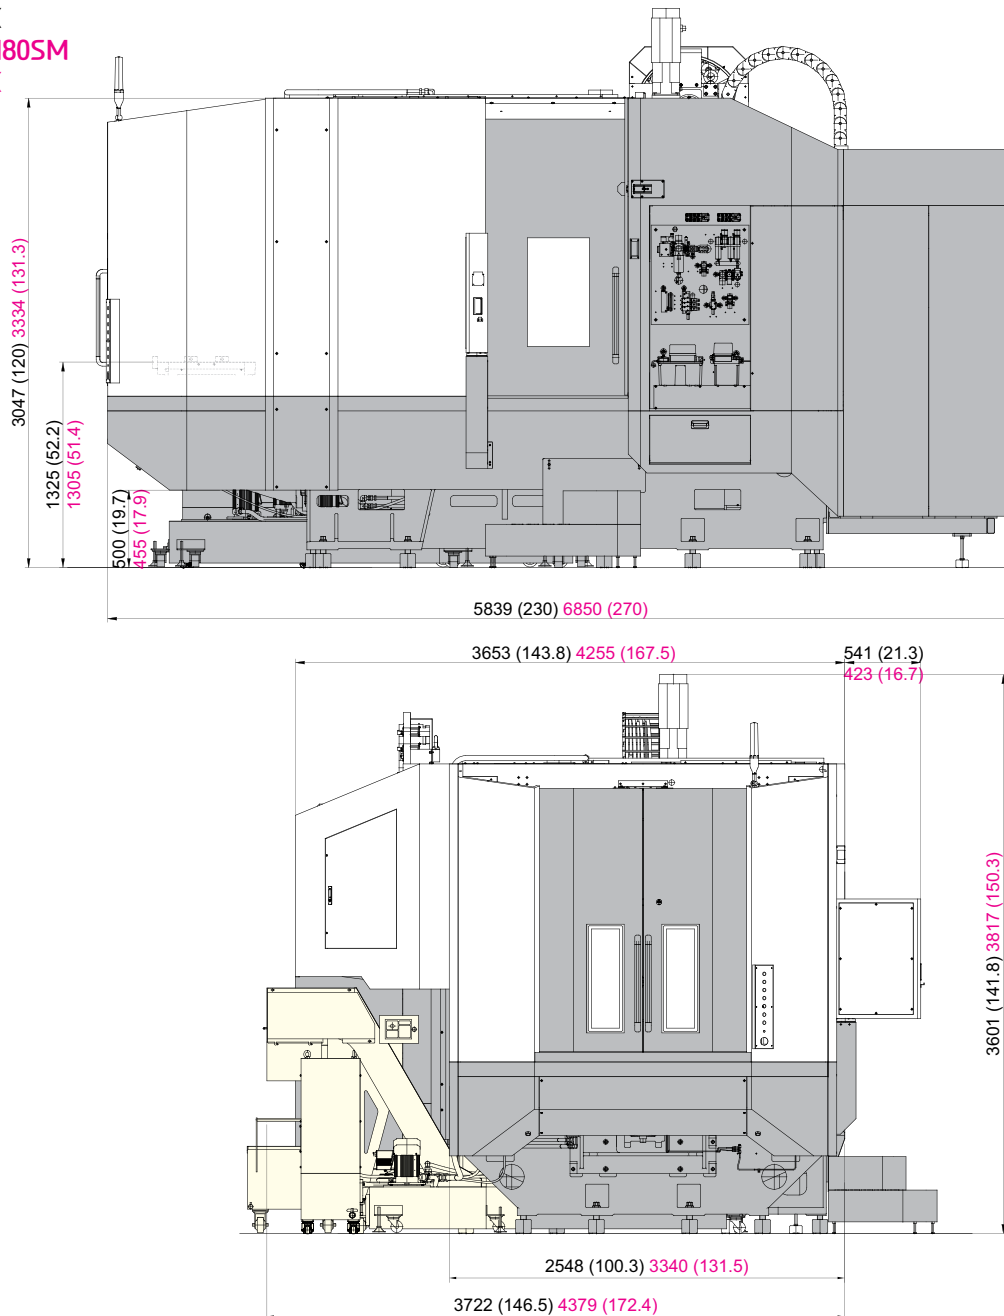 80SM
3047 (120) 3334 (131.3)
1325 (52.2)
1305 (51.4)
500 (19.7)
455 (17.9)
5839 (230) 6850 (270)
3653 (143.8) 4255 (167.5)
541 (21.3)
423 (16.7)
3601 (141.8) 3817 (150.3)
2548 (100.3) 3340 (131.5)
3722 (146.5) 4379 (172.4)